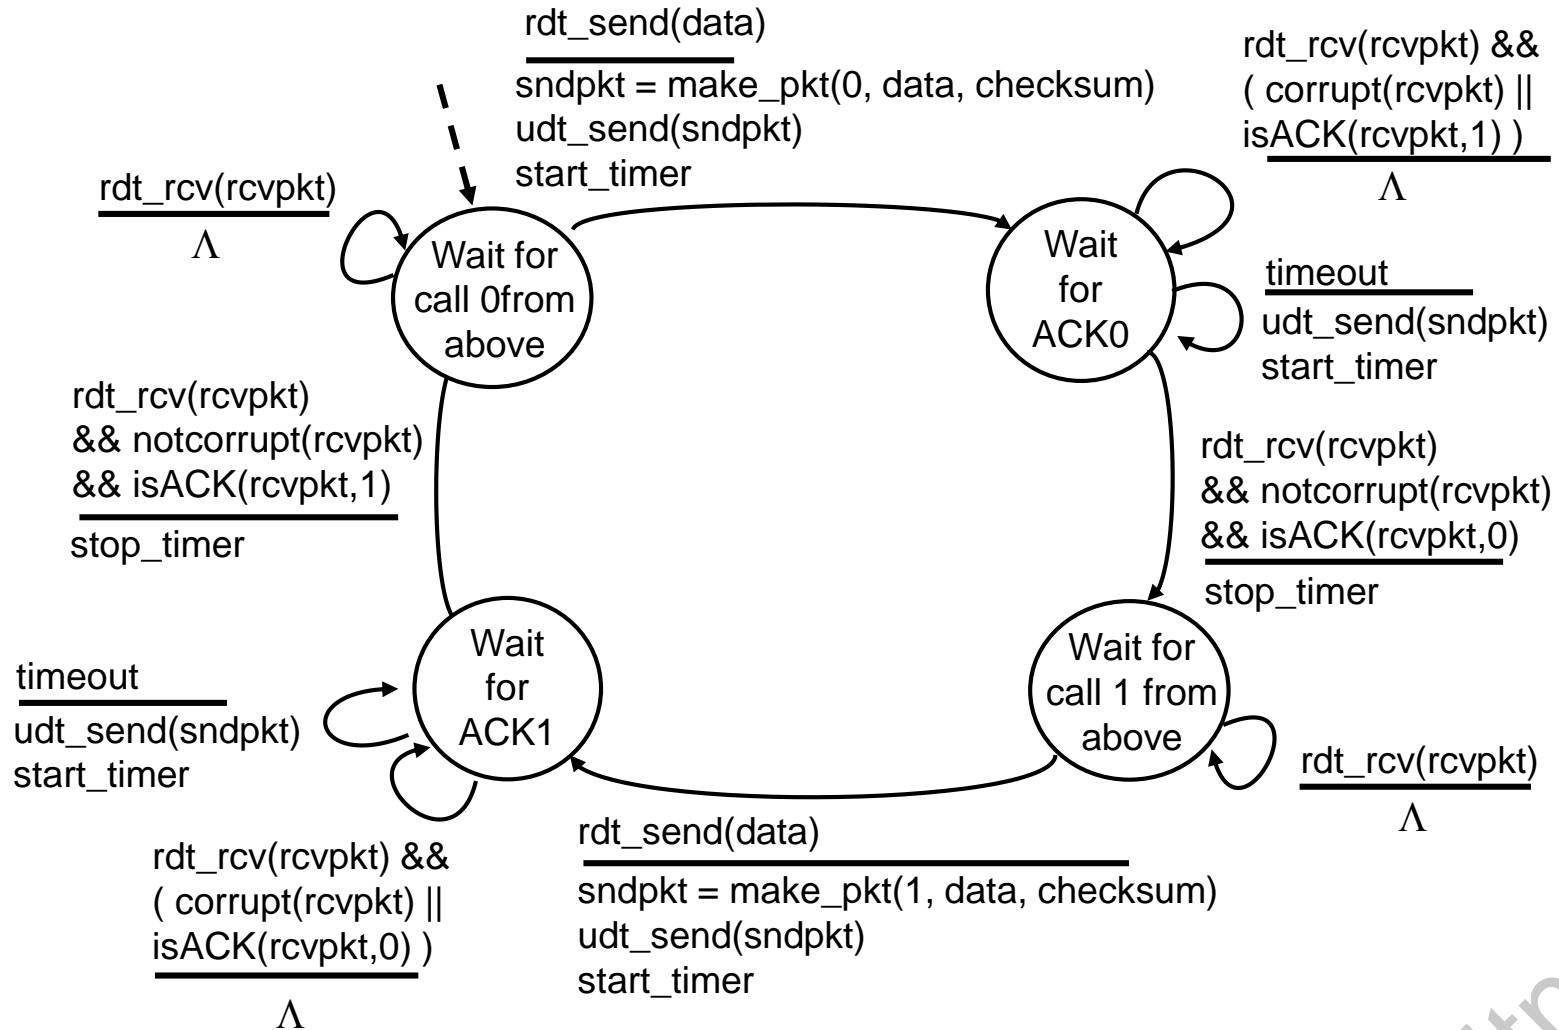 rdt_send(data)
sndpkt = make_pkt(0, data, checksum)
udt_send(sndpkt)
start_timer
rdt_rcv(rcvpkt) &&
( corrupt(rcvpkt) ||
isACK(rcvpkt,1) )
Λ
rdt_rcv(rcvpkt)
Λ
Wait for
call 0from
above
Wait
for
ACK0
timeout
udt_send(sndpkt)
start_timer
rdt_rcv(rcvpkt)
&& notcorrupt(rcvpkt)
&& isACK(rcvpkt,1)
stop_timer
rdt_rcv(rcvpkt)
&& notcorrupt(rcvpkt)
&& isACK(rcvpkt,0)
stop_timer
Wait
for
ACK1
Wait for
call 1 from
above
timeout
udt_send(sndpkt)
start_timer
rdt_rcv(rcvpkt)
Λ
rdt_rcv(rcvpkt) &&
( corrupt(rcvpkt) ||
isACK(rcvpkt,0) )
Λ
rdt_send(data)
sndpkt = make_pkt(1, data, checksum)
udt_send(sndpkt)
start_timer